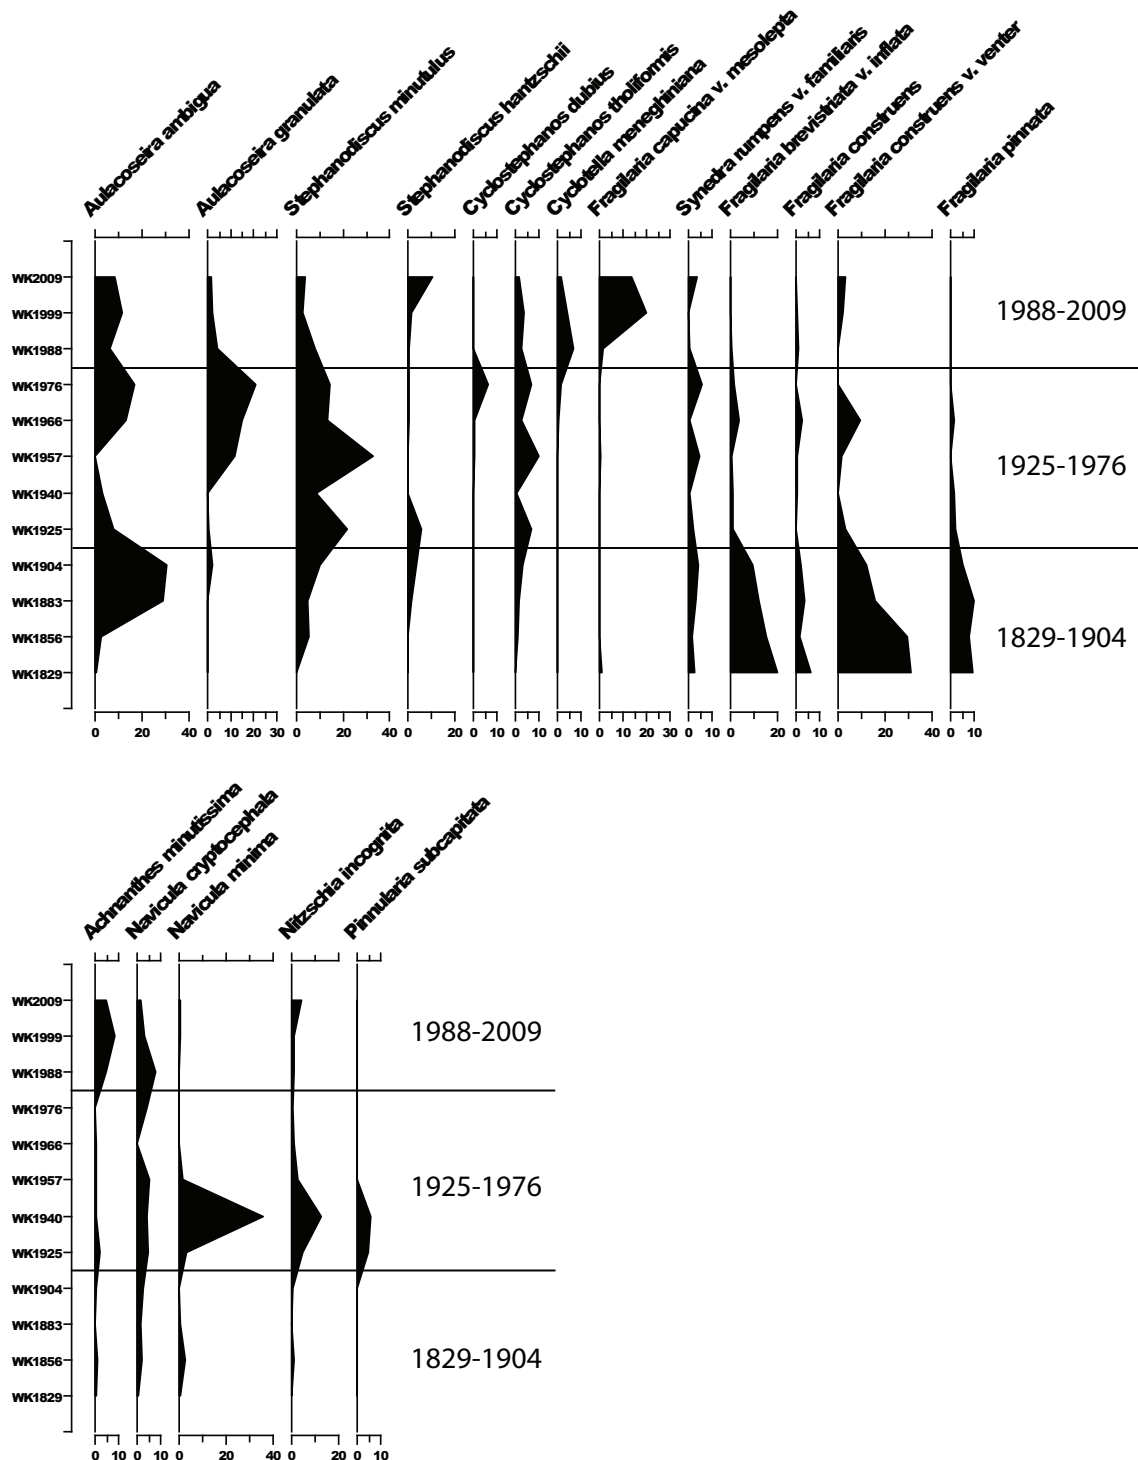 Aulacoseira ambigua
Aulacoseira granulata
Stephanodiscus minutulus
Stephanodiscus hantzschii
Cyclostephanos dubius
Cyclostephanos tholiformis
Cyclotella meneghiniana
Fragilaria capucina v. mesolepta
Synedra rumpens v. familiaris
Fragilaria brevistriata v. inflata
Fragilaria construens
Fragilaria construens v. venter
Fragilaria pinnata
WK2009
WK1999
WK1988
WK1976
WK1966
WK1957
WK1940
WK1925
WK1904
WK1883
WK1856
WK1829
1988-2009
1925-1976
1829-1904
0 20 40 0 10 20 30 0 20 40 0 20 0 10 0 10 0 10 0 10 20 30 0 10 0 10 20 0 10 0 20 40 0 10
Achnanthes minutissima
Navicula cryptocephala
Navicula minima
Nitzschia incognita
Pinnularia subcapitata
WK2009
WK1999
WK1988
WK1976
WK1966
WK1957
WK1940
WK1925
WK1904
WK1883
WK1856
WK1829
1988-2009
1925-1976
1829-1904
0 10 0 10 0 20 40 0 20 0 10